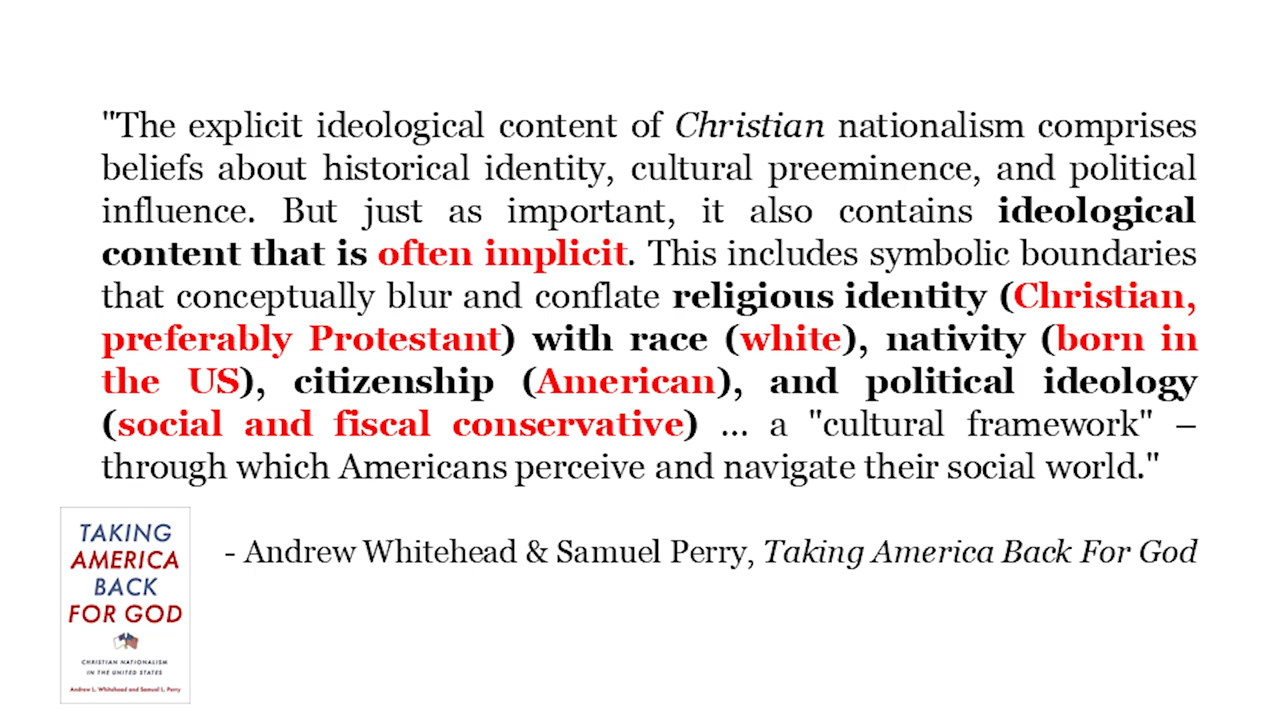 "The explicit ideological content of Christian nationalism comprises
beliefs about historical identity, cultural preeminence, and political
influence. But just as important, it also contains ideological
content that is often implicit. This includes symbolic boundaries
that conceptually blur and conflate religious identity (Christian,
preferably Protestant) with race (white), nativity (born in
the US), citizenship (American), and political ideology
(social and fiscal conservative) ... a "cultural framework" –
through which Americans perceive and navigate their social world."
- Andrew Whitehead & Samuel Perry, Taking America Back For God
TAKING
AMERICA
BACK
FOR GOD
CHRISTIAN NATIONALISM
IN THE UNITED STATES
Andrew L. Whitehead and Samuel L. Perry